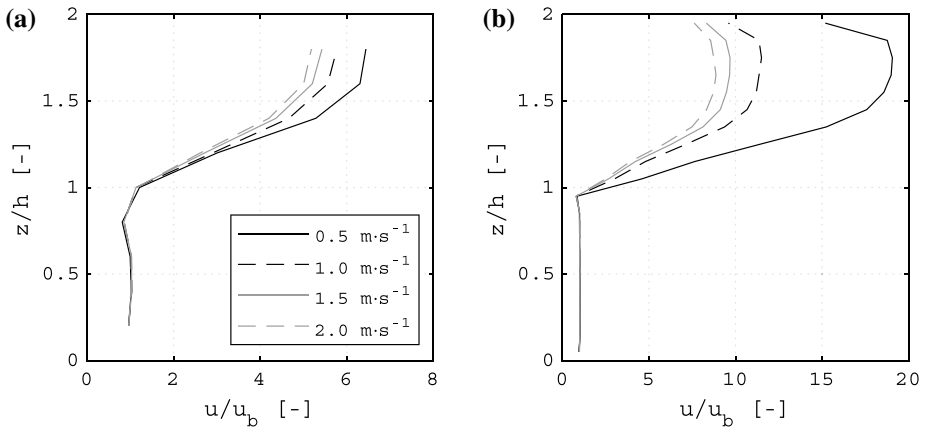 (a)
2
1.5
1
0.5
0
z/h [-]
0 2 4 6 8
u/u_b [-]
0.5 m·s⁻¹
1.0 m·s⁻¹
1.5 m·s⁻¹
2.0 m·s⁻¹
(b)
2
1.5
1
0.5
0
z/h [-]
0 5 10 15 20
u/u_b [-]